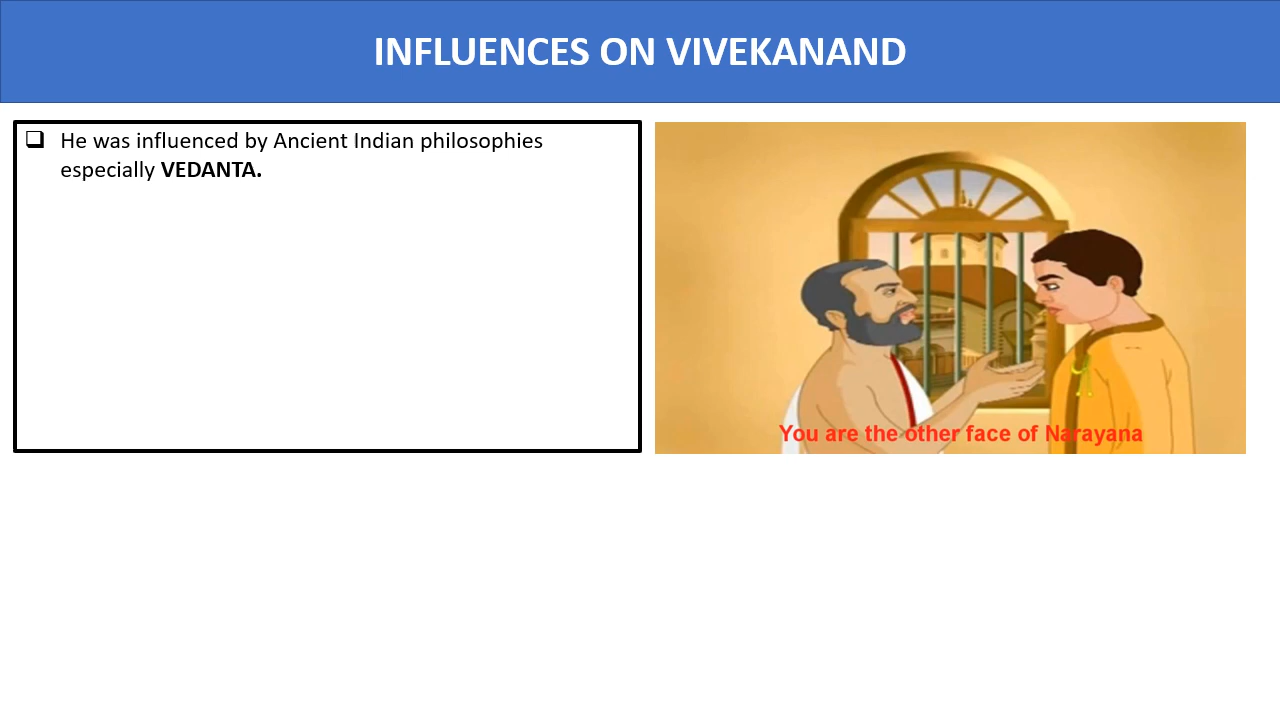 INFLUENCES ON VIVEKANAND
❑ He was influenced by Ancient Indian philosophies
especially VEDANTA.
You are the other face of Narayana